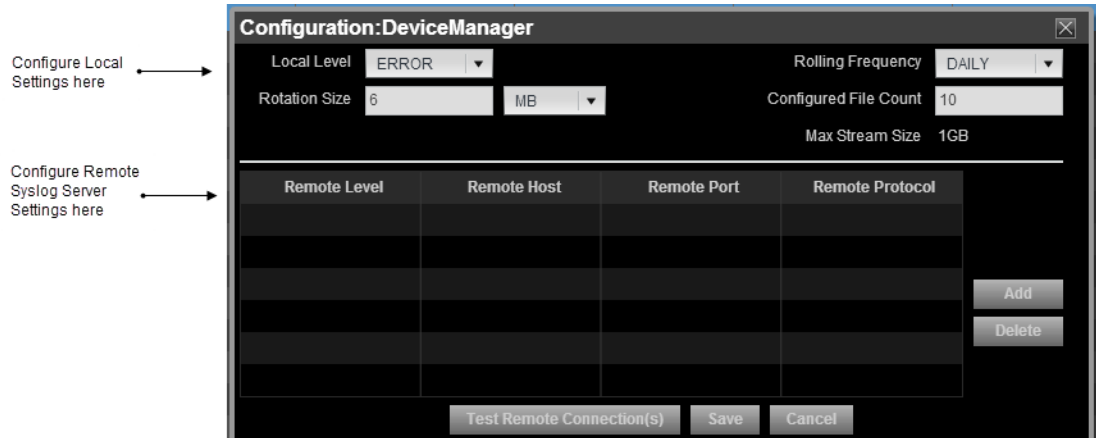 Configuration:DeviceManager
Configure Local
Settings here
Local Level ERROR Rolling Frequency DAILY
Rotation Size 6 MB Configured File Count 10
Max Stream Size 1GB
Configure Remote
Syslog Server
Settings here
Remote Level Remote Host Remote Port Remote Protocol
Add
Delete
Test Remote Connection(s) Save Cancel